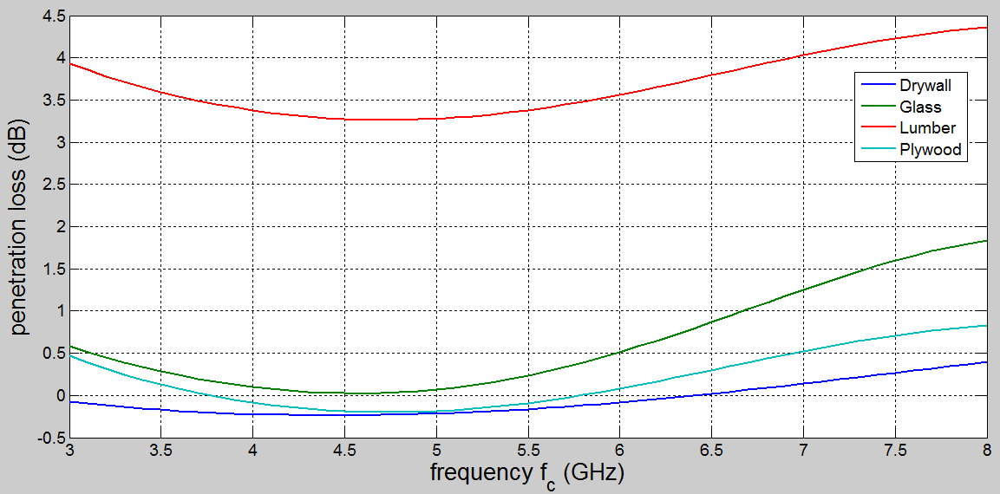 4.5
4
3.5
3
2.5
2
1.5
1
0.5
0
-0.5
penetration loss (dB)
Drywall
Glass
Lumber
Plywood
3 3.5 4 4.5 5 5.5 6 6.5 7 7.5 8
frequency fc (GHz)